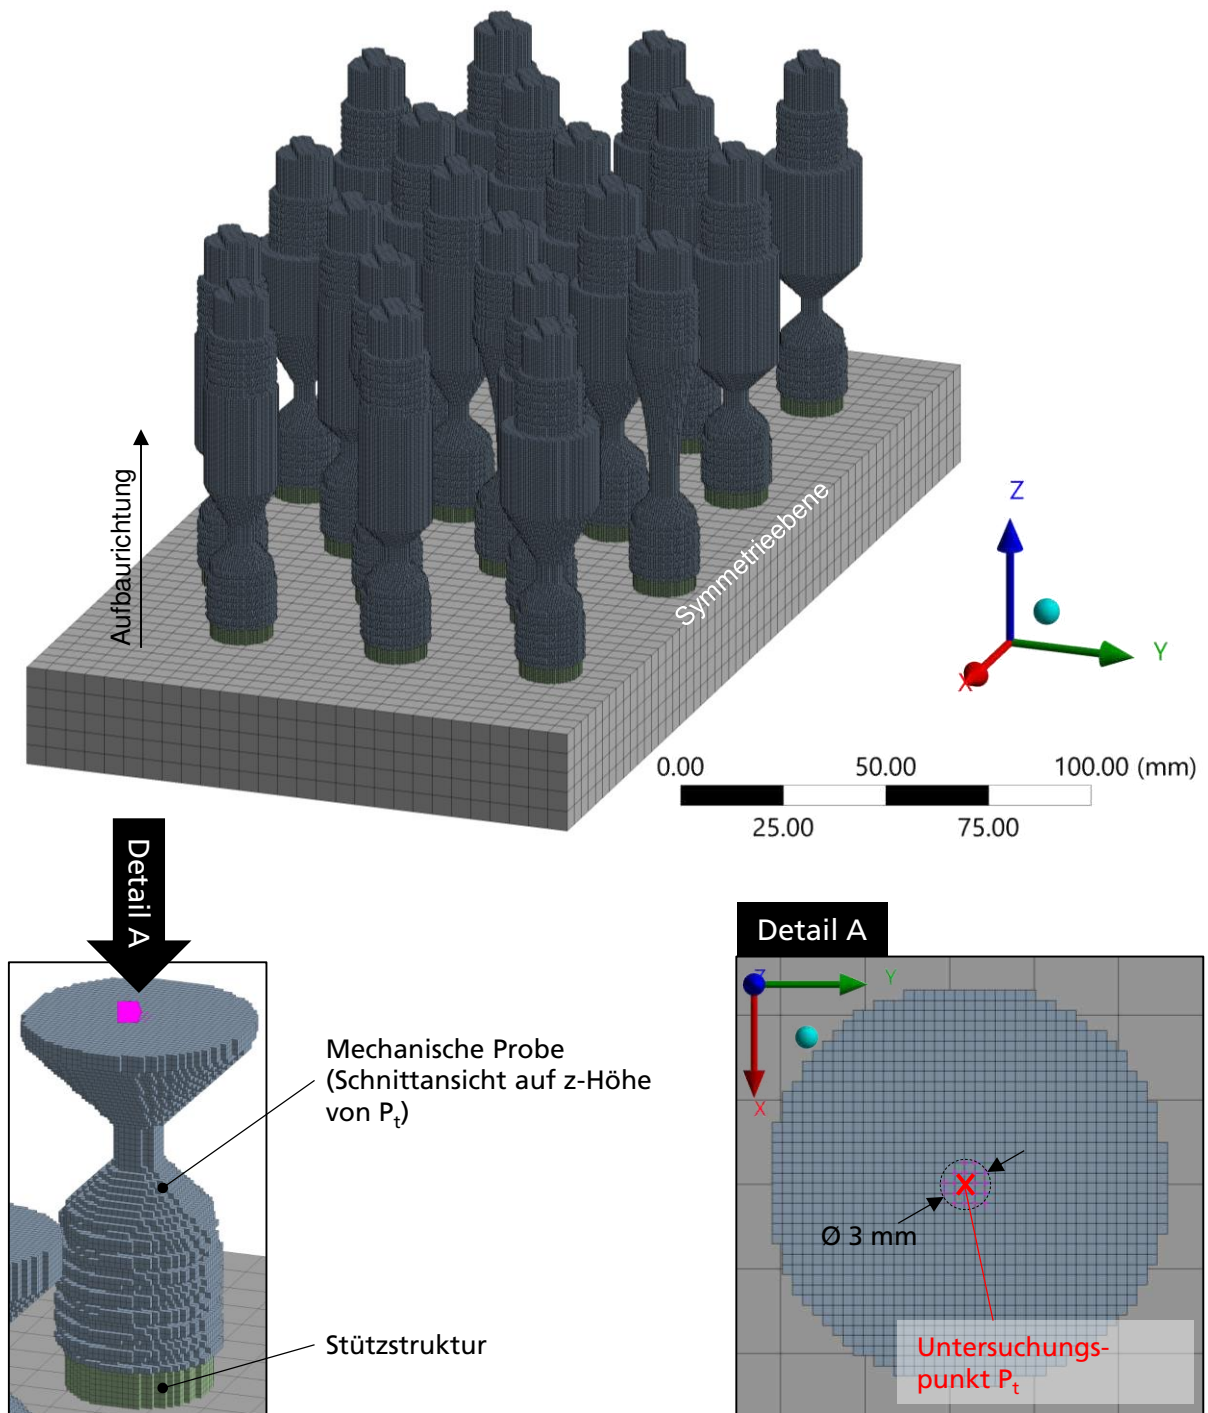 Aufbaurichtung
Symmetrieebene
Z
Y
X
0.00 50.00 100.00 (mm)
25.00 75.00
Detail A
Detail A
Z
Y
X
Mechanische Probe
(Schnittansicht auf z-Höhe
von Pt)
Ø 3 mm
Stützstruktur
Untersuchungs-
punkt Pt